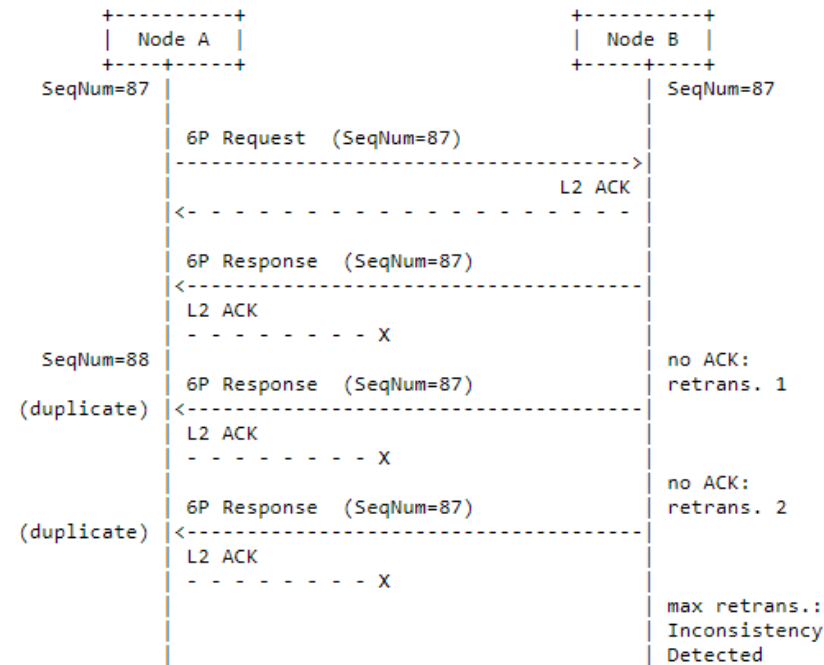 Node A Node B
SeqNum=87 SeqNum=87
6P Request (SeqNum=87)
L2 ACK
6P Response (SeqNum=87)
L2 ACK
X
SeqNum=88 no ACK:
6P Response (SeqNum=87) retrans. 1
(duplicate)
L2 ACK
X
no ACK:
6P Response (SeqNum=87) retrans. 2
(duplicate)
L2 ACK
X
max retrans.:
Inconsistency
Detected